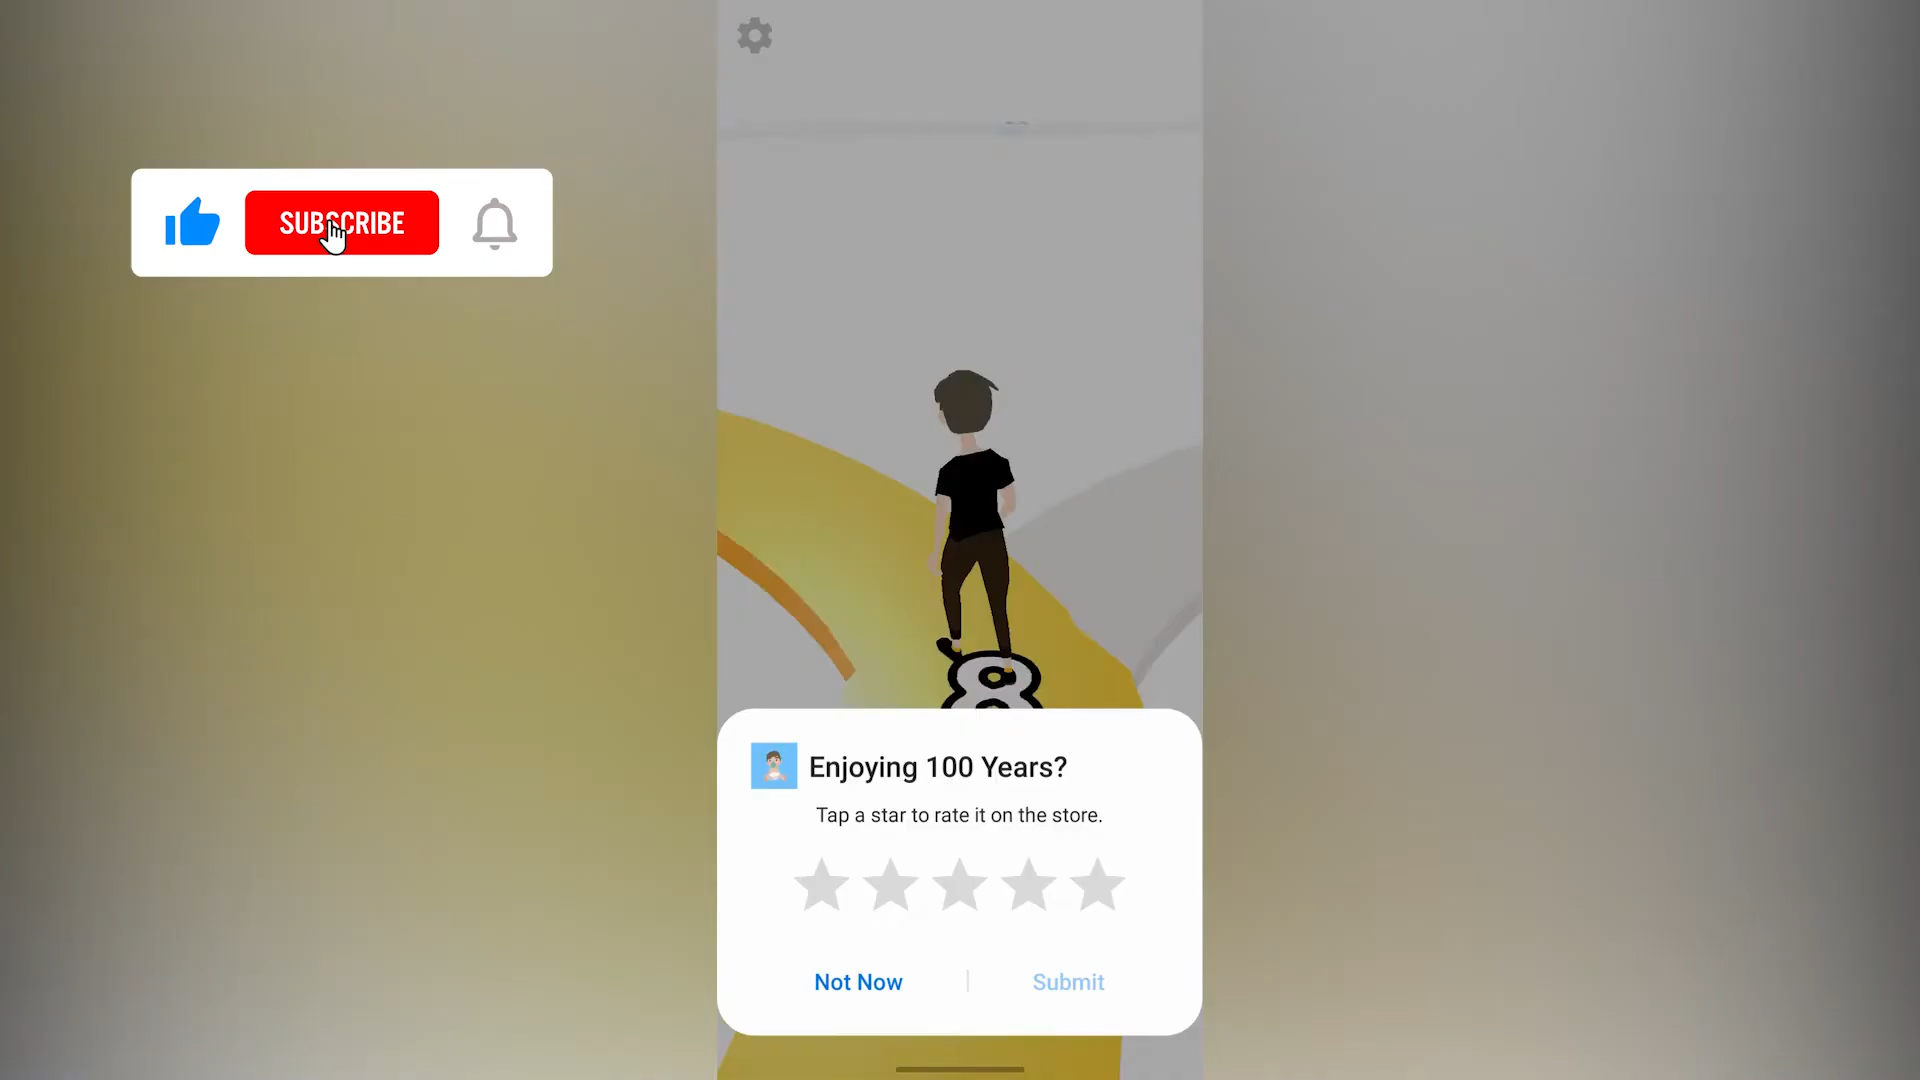 SUBSCRIBE
8
Enjoying 100 Years?
Tap a star to rate it on the store.
Not Now
Submit